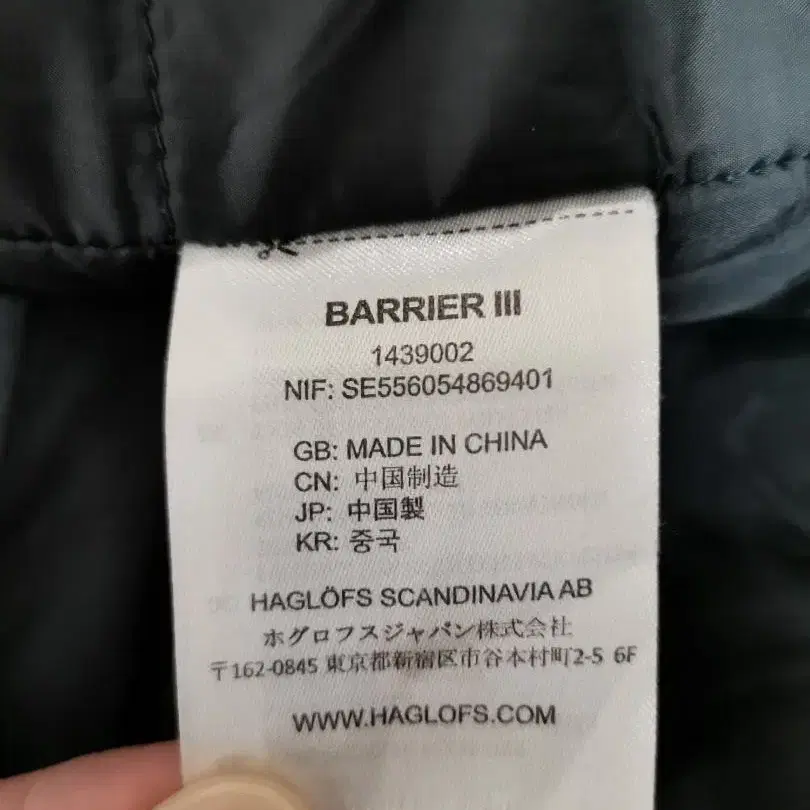 BARRIER III
1439002
NIF: SE556054869401
GB: MADE IN CHINA
CN: 中国制造
JP: 中国製
KR: 중국
HAGLÖFS SCANDINAVIA AB
ホグロフスジャパン株式会社
〒162-0845 東京都新宿区市谷本村町2-5 6F
WWW.HAGLOFS.COM